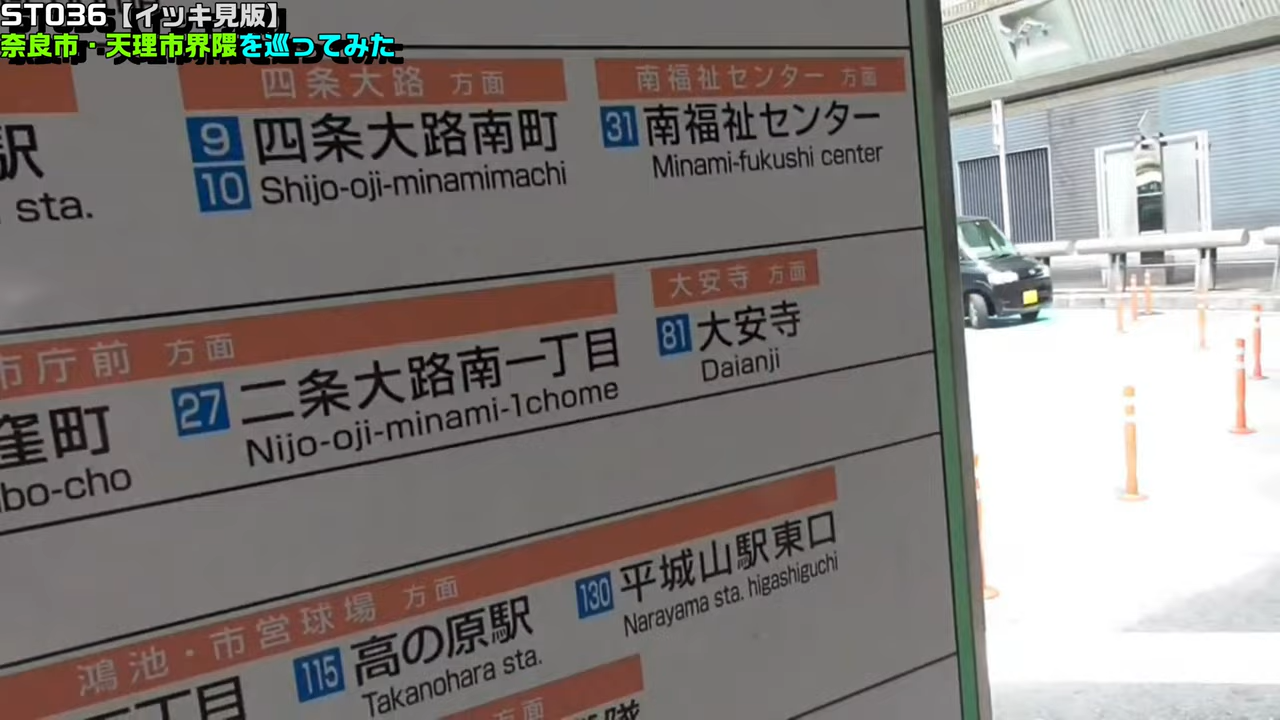 ST036【イッキ見版】
奈良市・天理市界隈を巡ってみた
四条大路 方面
南福祉センター 方面
駅
9
10
四条大路南町
31
南福祉センター
sta.
Shijo-oji-minamimachi
Minami-fukushi center
市庁前 方面
大安寺 方面
窪町
27
二条大路南一丁目
81
大安寺
bo-cho
Nijo-oji-minami-1chome
Daianji
鴻池・市営球場 方面
丁目
115
高の原駅
130
平城山駅東口
Takanohara sta.
Narayama sta. higashiguchi
方面